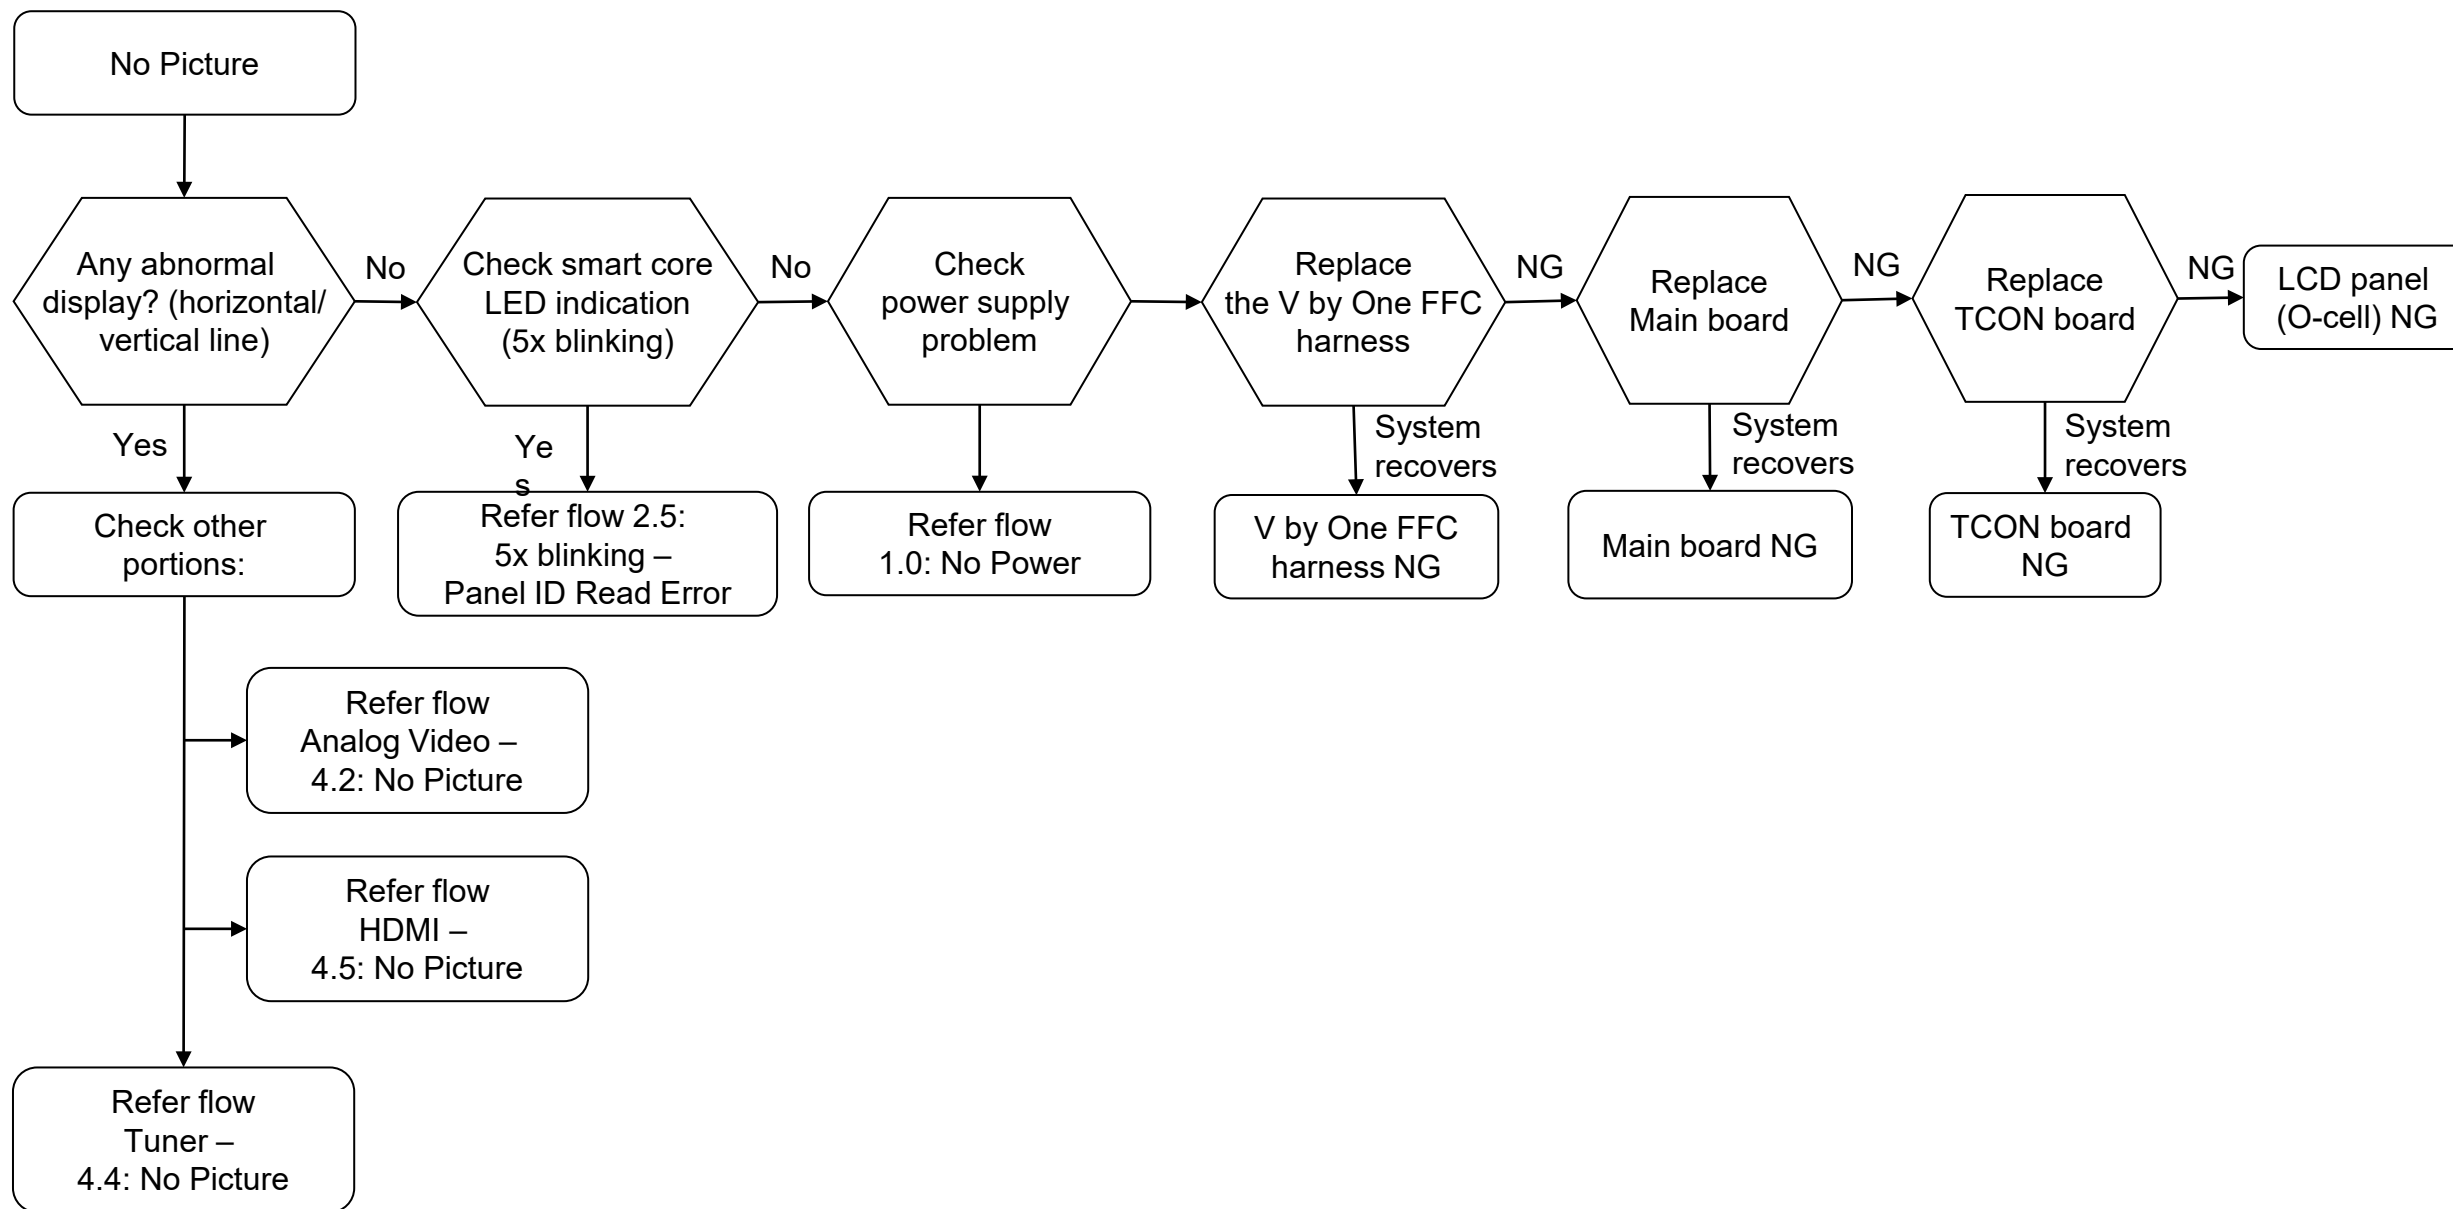 No Picture
Any abnormal
display? (horizontal/
vertical line)
No
Check smart core
LED indication
(5x blinking)
No
Check
power supply
problem
Replace
the V by One FFC
harness
NG
Replace
Main board
NG
Replace
TCON board
NG
LCD panel
(O-cell) NG
Yes
Ye
s
System
recovers
System
recovers
System
recovers
Check other
portions:
Refer flow 2.5:
5x blinking –
Panel ID Read Error
Refer flow
1.0: No Power
V by One FFC
harness NG
Main board NG
TCON board
NG
Refer flow
Analog Video –
4.2: No Picture
Refer flow
HDMI –
4.5: No Picture
Refer flow
Tuner –
4.4: No Picture